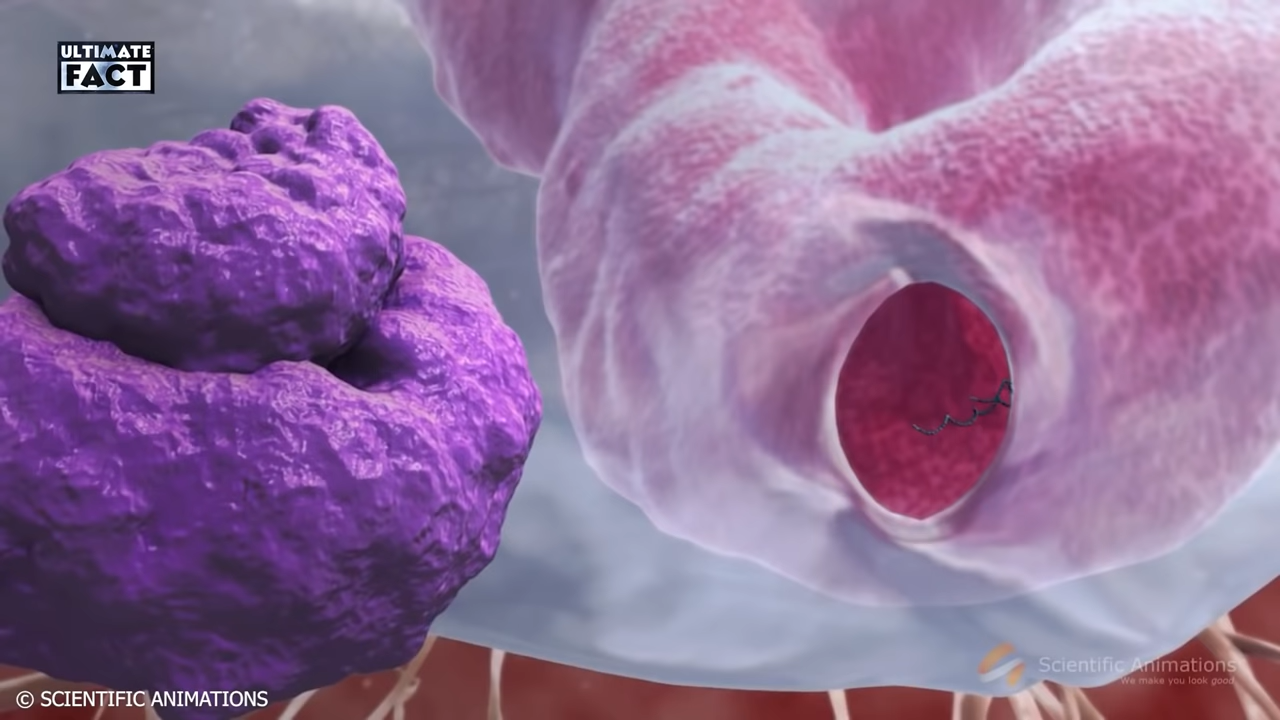 ULTIMATE
FACT
Scientific Animations
We make you look good
© SCIENTIFIC ANIMATIONS